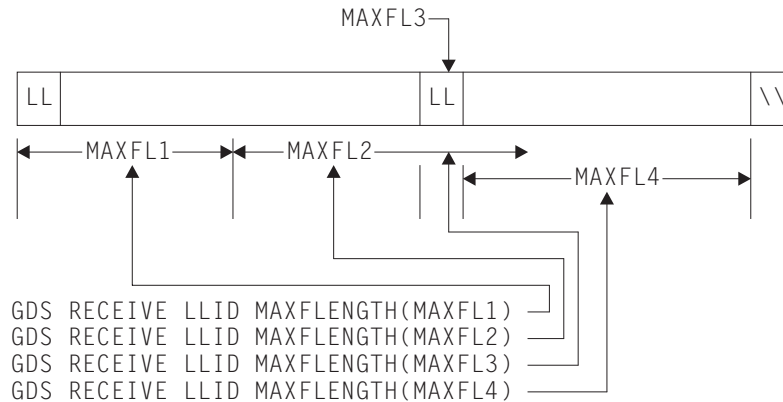 MAXFL3
LL LL \\
MAXFL1 MAXFL2
MAXFL4
GDS RECEIVE LLID MAXFLENGTH(MAXFL1)
GDS RECEIVE LLID MAXFLENGTH(MAXFL2)
GDS RECEIVE LLID MAXFLENGTH(MAXFL3)
GDS RECEIVE LLID MAXFLENGTH(MAXFL4)